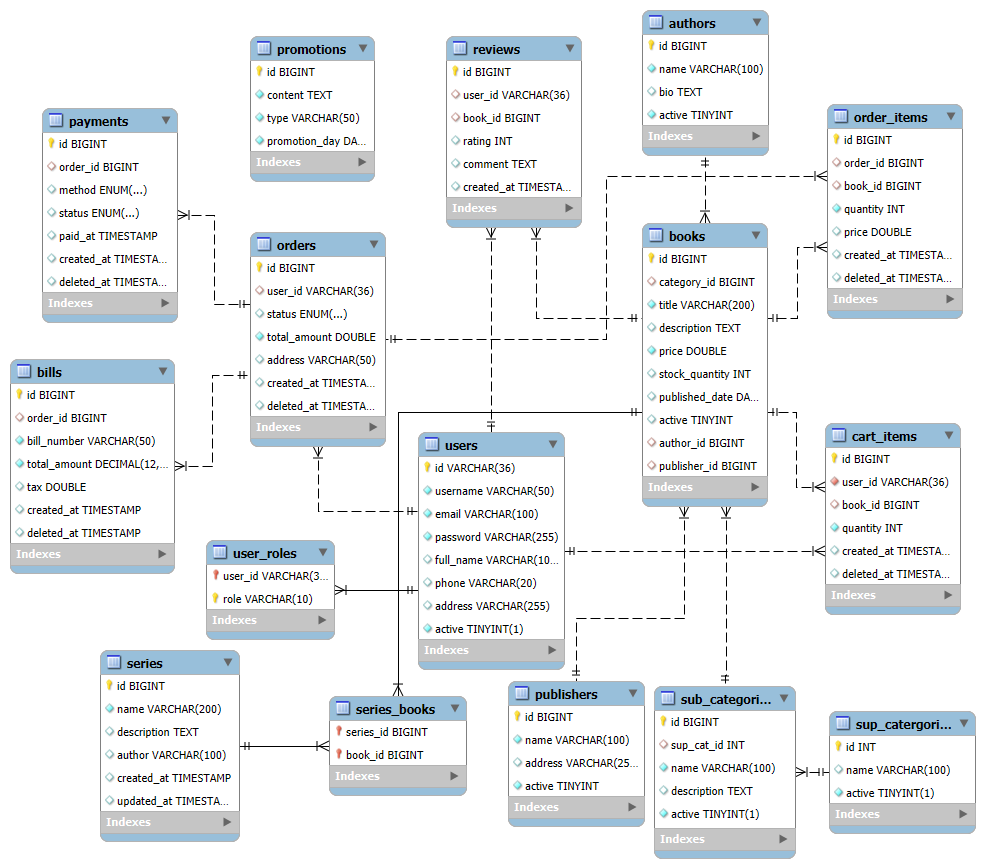 authors
id BIGINT
name VARCHAR(100)
bio TEXT
active TINYINT
Indexes
promotions
id BIGINT
content TEXT
type VARCHAR(50)
promotion_day DA...
Indexes
reviews
id BIGINT
user_id VARCHAR(36)
book_id BIGINT
rating INT
comment TEXT
created_at TIMESTA...
Indexes
payments
id BIGINT
order_id BIGINT
method ENUM(...)
status ENUM(...)
paid_at TIMESTAMP
created_at TIMESTA...
deleted_at TIMESTA...
Indexes
order_items
id BIGINT
order_id BIGINT
book_id BIGINT
quantity INT
price DOUBLE
created_at TIMESTA...
deleted_at TIMESTA...
Indexes
orders
id BIGINT
user_id VARCHAR(36)
status ENUM(...)
total_amount DOUBLE
address VARCHAR(50)
created_at TIMESTA...
deleted_at TIMESTA...
Indexes
books
id BIGINT
category_id BIGINT
title VARCHAR(200)
description TEXT
price DOUBLE
stock_quantity INT
published_date DA...
active TINYINT
author_id BIGINT
publisher_id BIGINT
Indexes
bills
id BIGINT
order_id BIGINT
bill_number VARCHAR(50)
total_amount DECIMAL(12,...
tax DOUBLE
created_at TIMESTAMP
deleted_at TIMESTAMP
Indexes
users
id VARCHAR(36)
username VARCHAR(50)
email VARCHAR(100)
password VARCHAR(255)
full_name VARCHAR(10...
phone VARCHAR(20)
address VARCHAR(255)
active TINYINT(1)
Indexes
cart_items
id BIGINT
user_id VARCHAR(36)
book_id BIGINT
quantity INT
created_at TIMESTA...
deleted_at TIMESTA...
Indexes
user_roles
user_id VARCHAR(3...
role VARCHAR(10)
Indexes
series
id BIGINT
name VARCHAR(200)
description TEXT
author VARCHAR(100)
created_at TIMESTAMP
updated_at TIMESTA...
Indexes
series_books
series_id BIGINT
book_id BIGINT
Indexes
publishers
id BIGINT
name VARCHAR(100)
address VARCHAR(25...
active TINYINT
Indexes
sub_categori...
id BIGINT
sup_cat_id INT
name VARCHAR(100)
description TEXT
active TINYINT(1)
Indexes
sup_catergori...
id INT
name VARCHAR(100)
active TINYINT(1)
Indexes